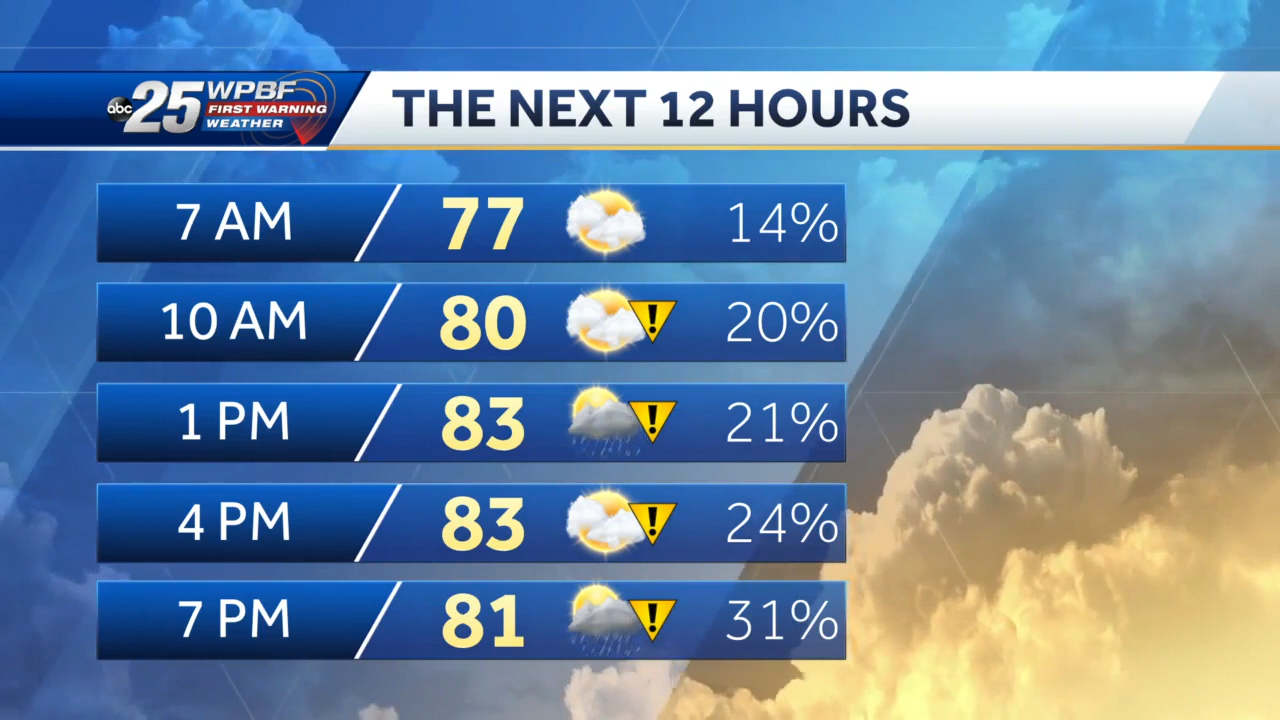 abc 25 WPBF
FIRST WARNING
WEATHER
THE NEXT 12 HOURS
7 AM 77 14%
10 AM 80 ! 20%
1 PM 83 ! 21%
4 PM 83 ! 24%
7 PM 81 ! 31%